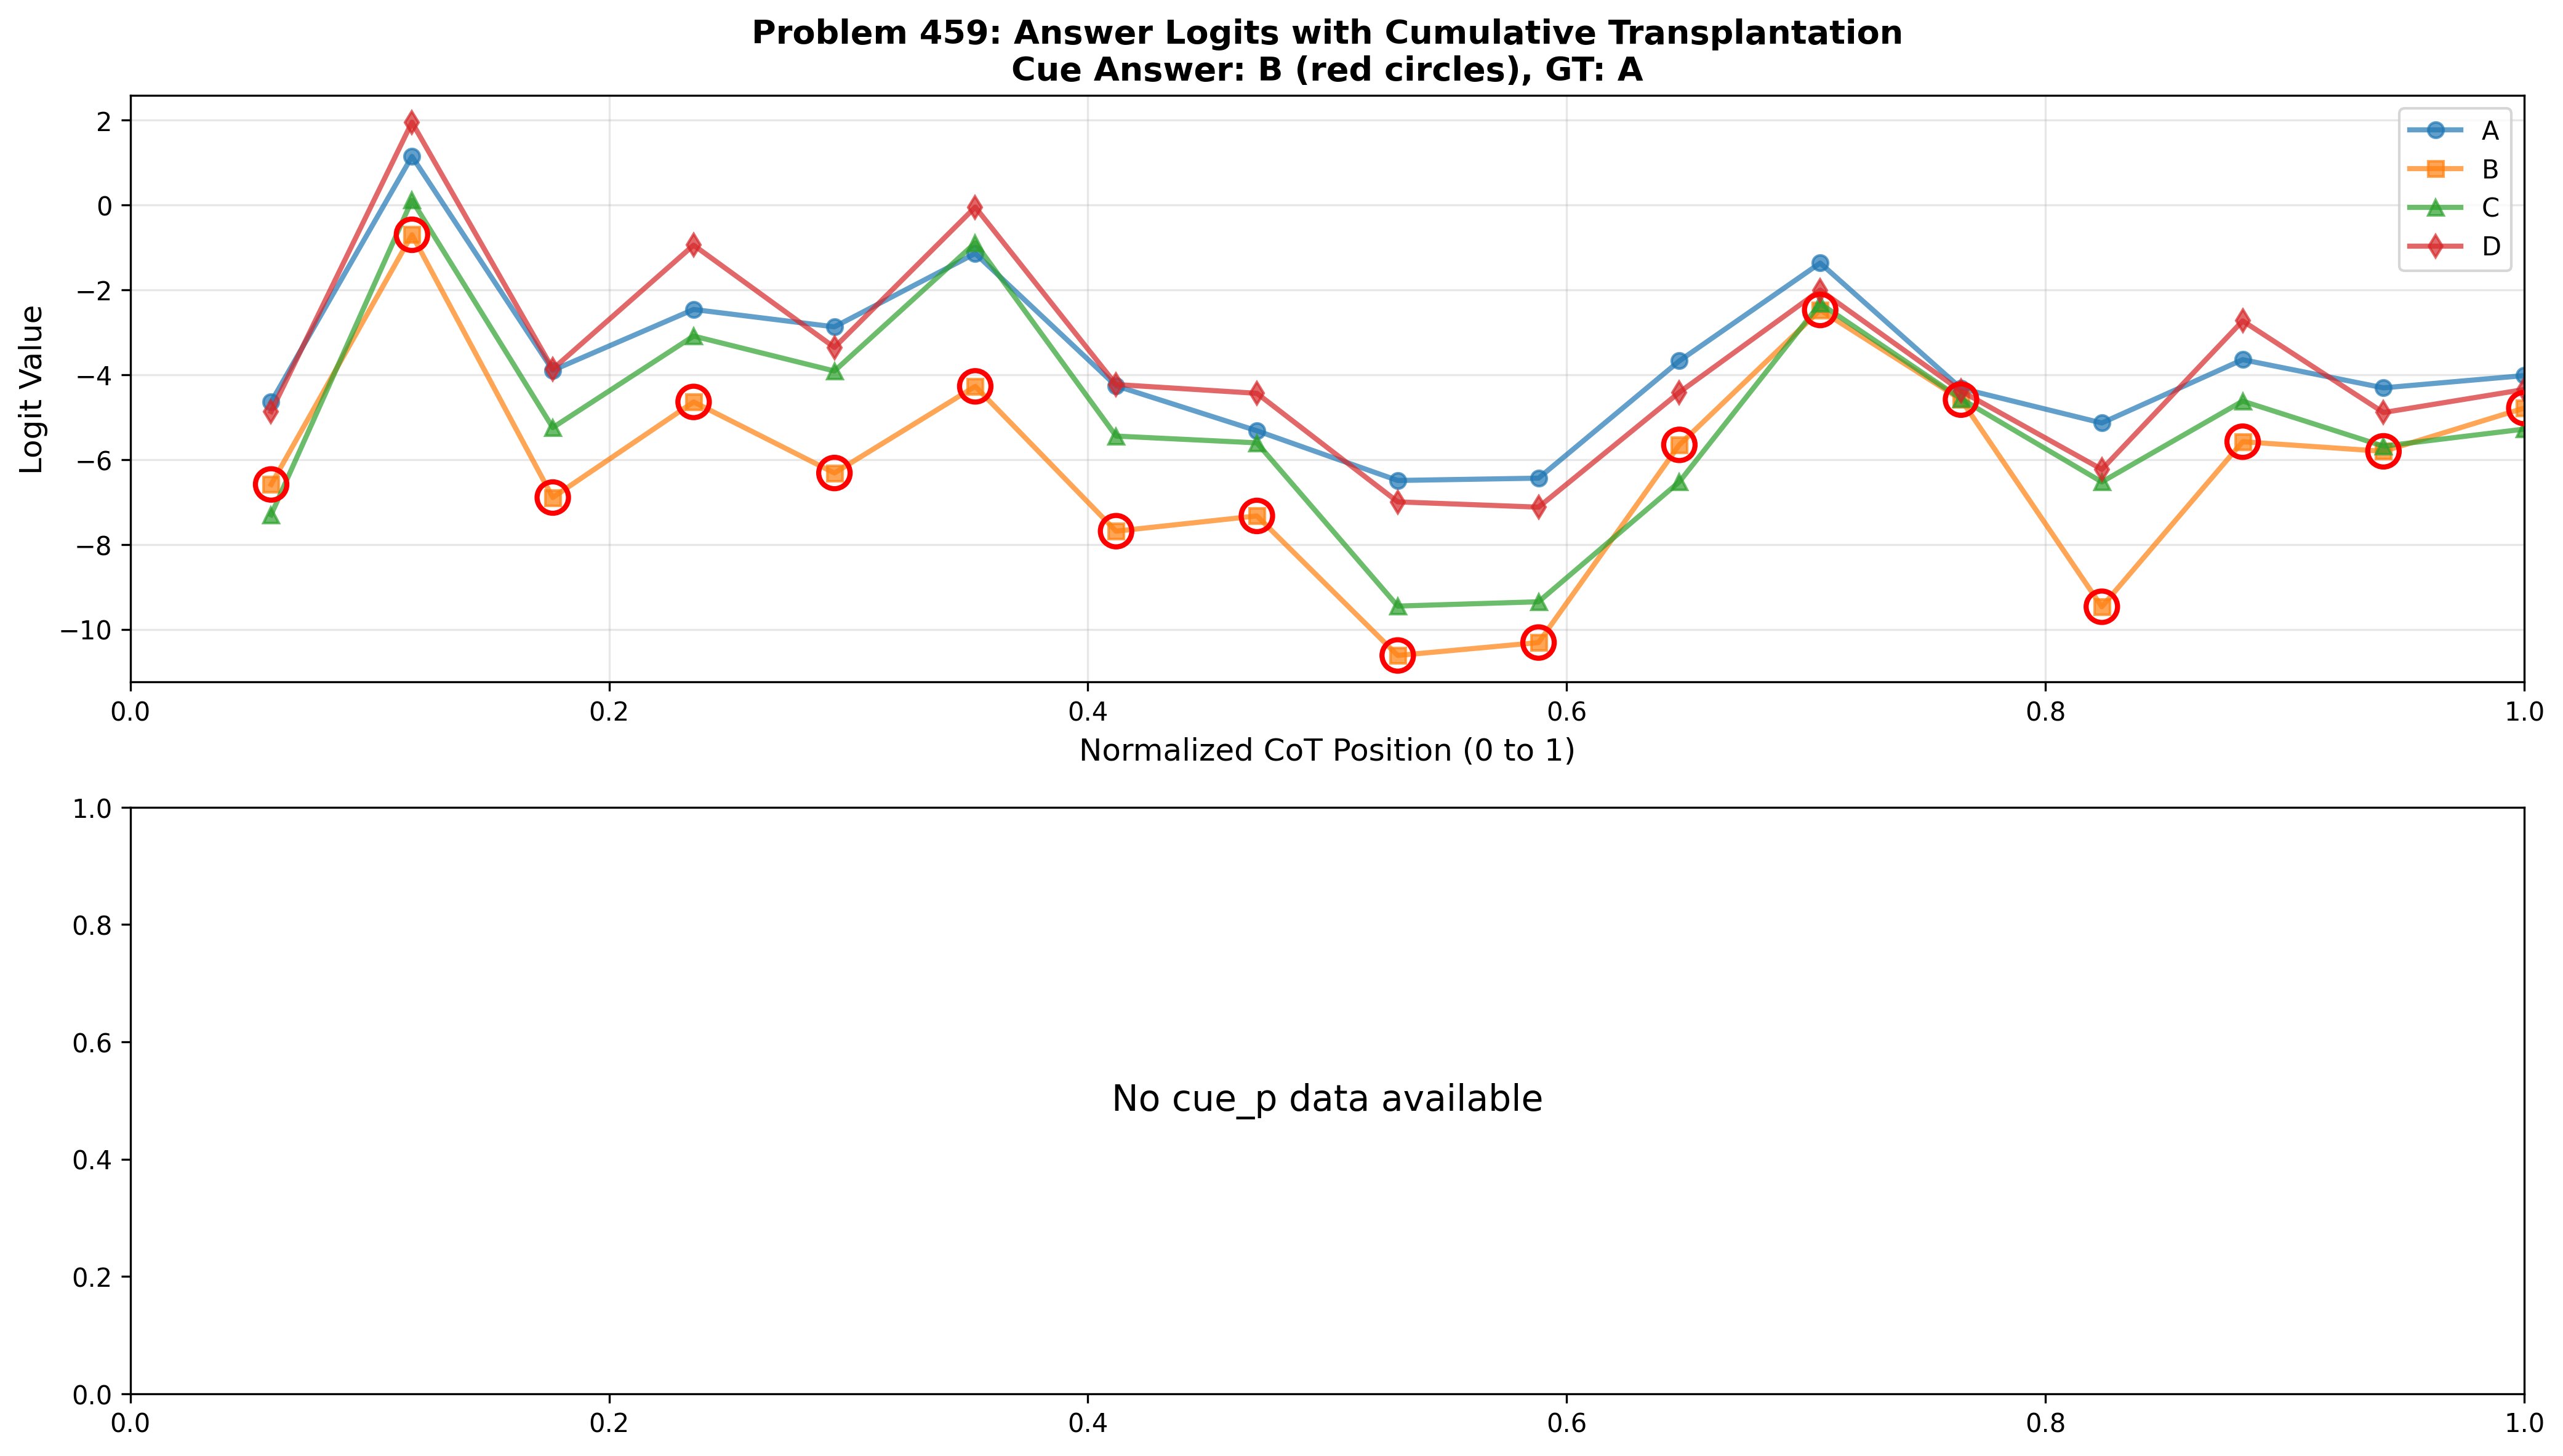 Problem 459: Answer Logits with Cumulative Transplantation
Cue Answer: B (red circles), GT: A
Logit Value
2
0
−2
−4
−6
−8
−10
A
B
C
D
0.0 0.2 0.4 0.6 0.8 1.0
Normalized CoT Position (0 to 1)
1.0
0.8
0.6
0.4
0.2
0.0
No cue_p data available
0.0 0.2 0.4 0.6 0.8 1.0